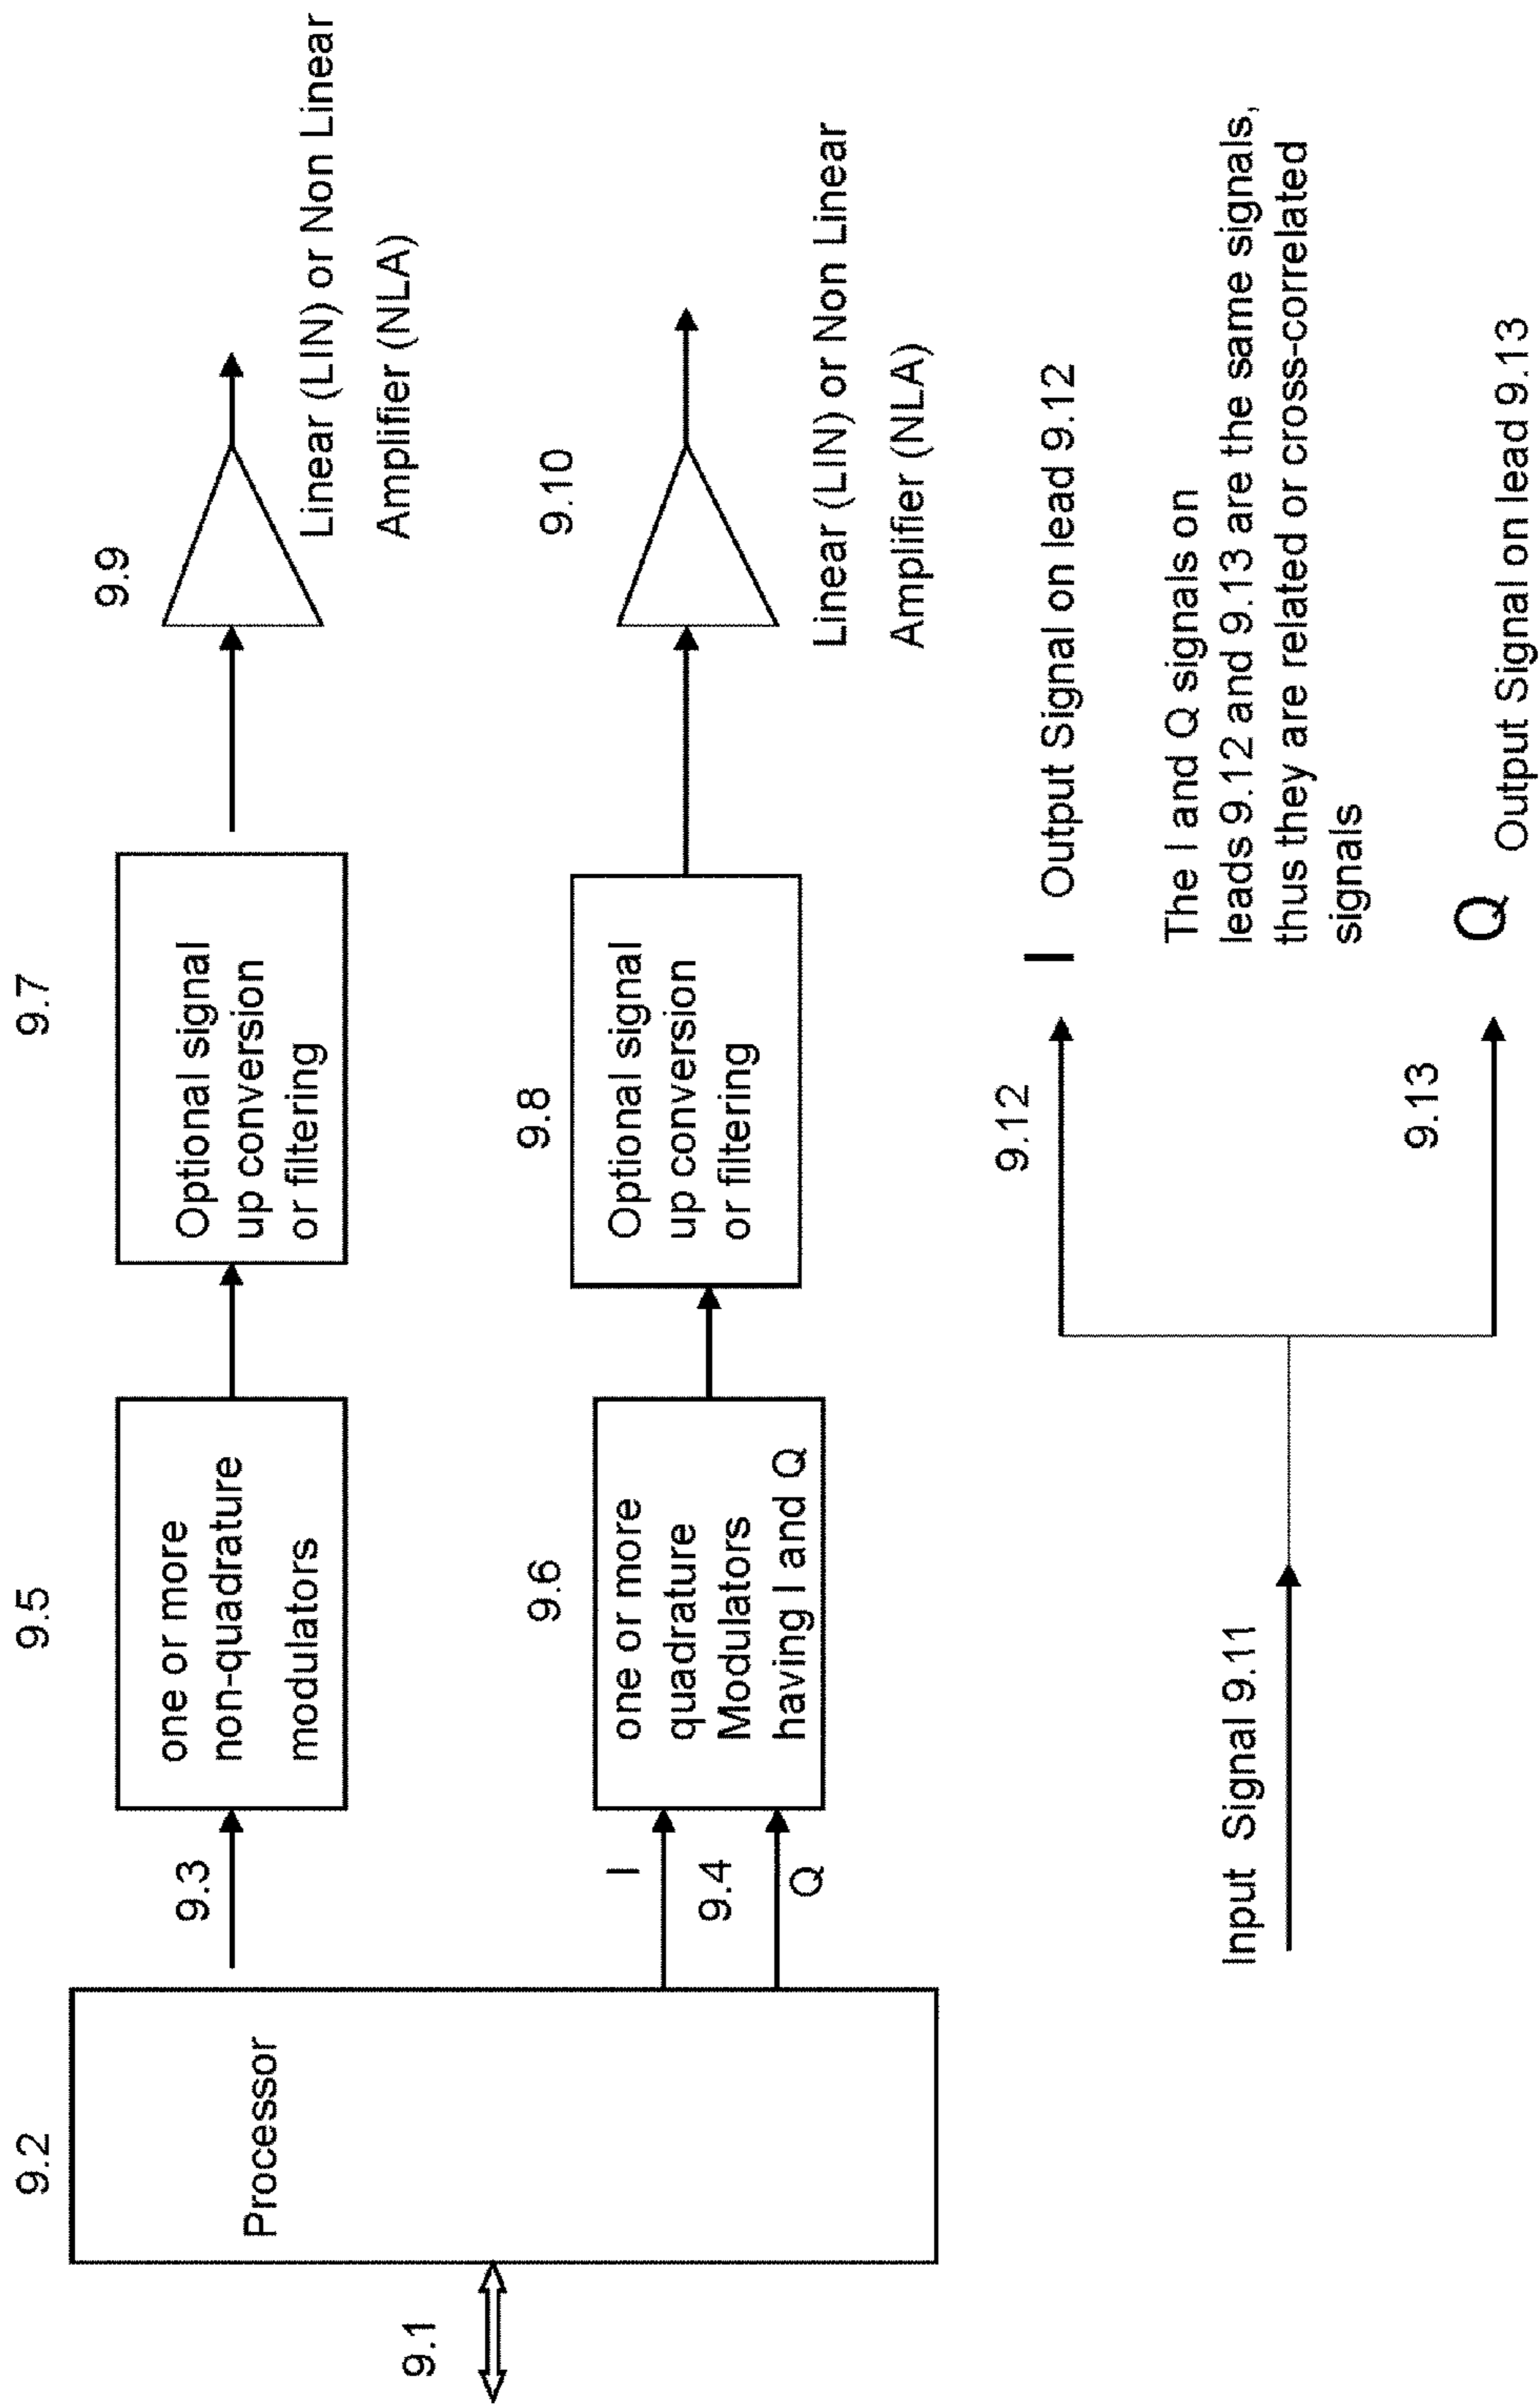 9.2
Processor
9.1
9.3
9.5
one or more
non-quadrature
modulators
9.7
Optional signal
up conversion
or filtering
9.9
Linear (LIN) or Non Linear
Amplifier (NLA)
I
9.4
Q
9.6
one or more
quadrature
Modulators
having I and Q
9.8
Optional signal
up conversion
or filtering
9.10
Linear (LIN) or Non Linear
Amplifier (NLA)
Input Signal 9.11
9.12
I Output Signal on lead 9.12
The I and Q signals on
leads 9.12 and 9.13 are the same signals,
thus they are related or cross-correlated
signals
9.13
Q Output Signal on lead 9.13